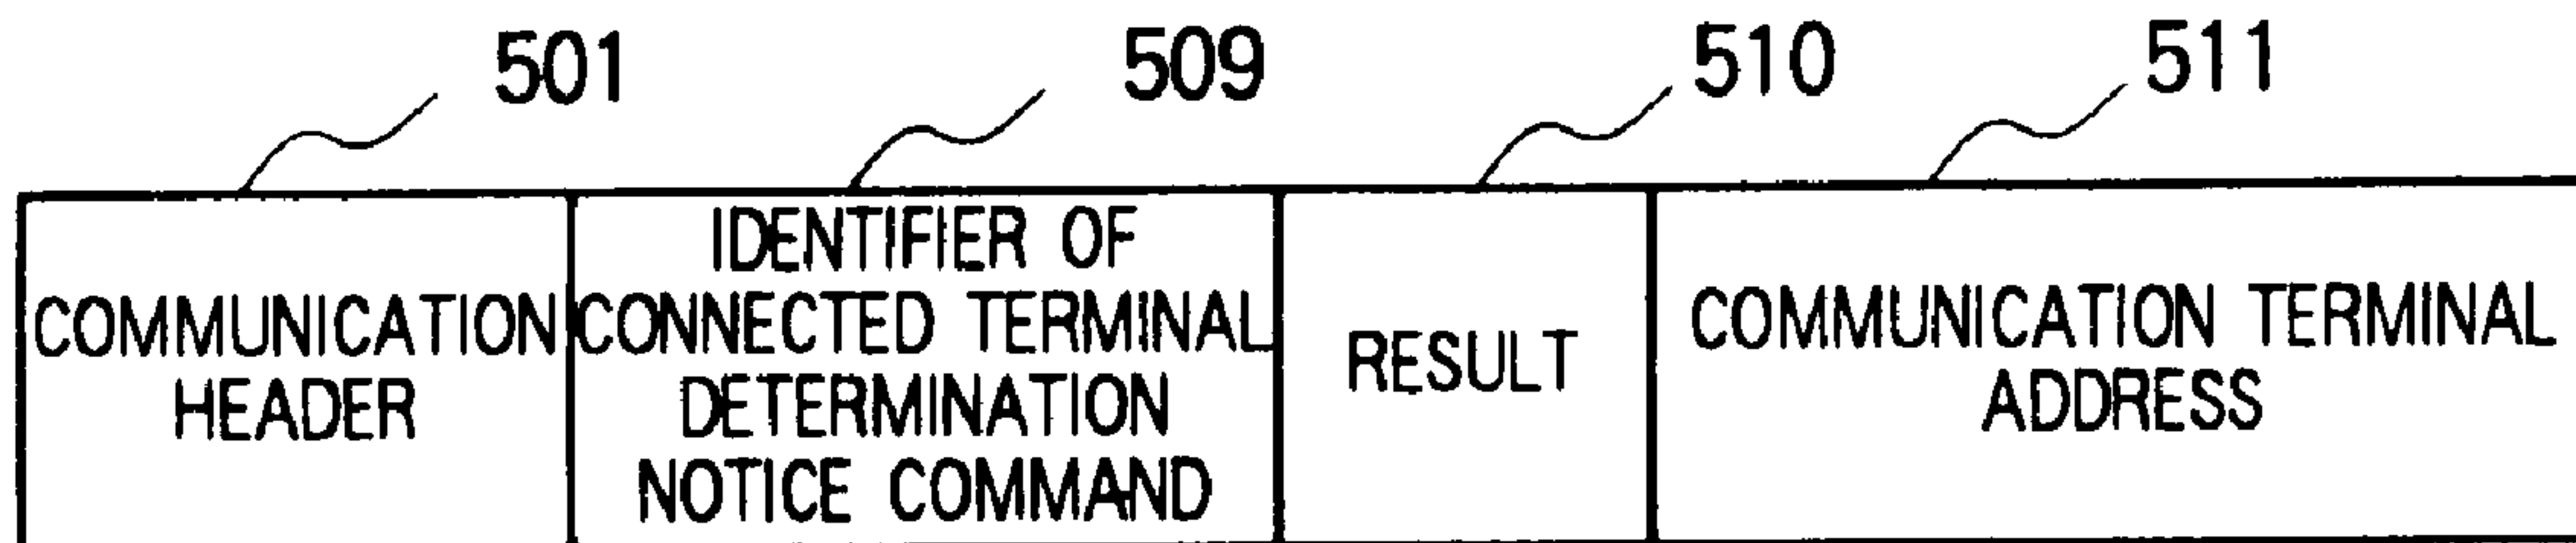 501 509 510 511
COMMUNICATION
HEADER
IDENTIFIER OF
CONNECTED TERMINAL
DETERMINATION
NOTICE COMMAND
RESULT
COMMUNICATION TERMINAL
ADDRESS